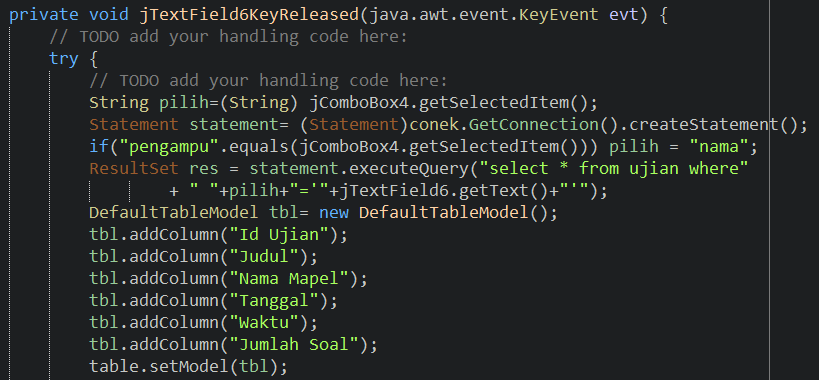 private void jTextField6KeyReleased(java.awt.event.KeyEvent evt) {
// TODO add your handling code here:
try {
// TODO add your handling code here:
String pilih=(String) jComboBox4.getSelectedItem();
Statement statement= (Statement)conek.GetConnection().createStatement();
if("pengampu".equals(jComboBox4.getSelectedItem())) pilih = "nama";
ResultSet res = statement.executeQuery("select * from ujian where"
+ " "+pilih+"='"+jTextField6.getText()+"'");
DefaultTableModel tbl= new DefaultTableModel();
tbl.addColumn("Id Ujian");
tbl.addColumn("Judul");
tbl.addColumn("Nama Mapel");
tbl.addColumn("Tanggal");
tbl.addColumn("Waktu");
tbl.addColumn("Jumlah Soal");
table.setModel(tbl);